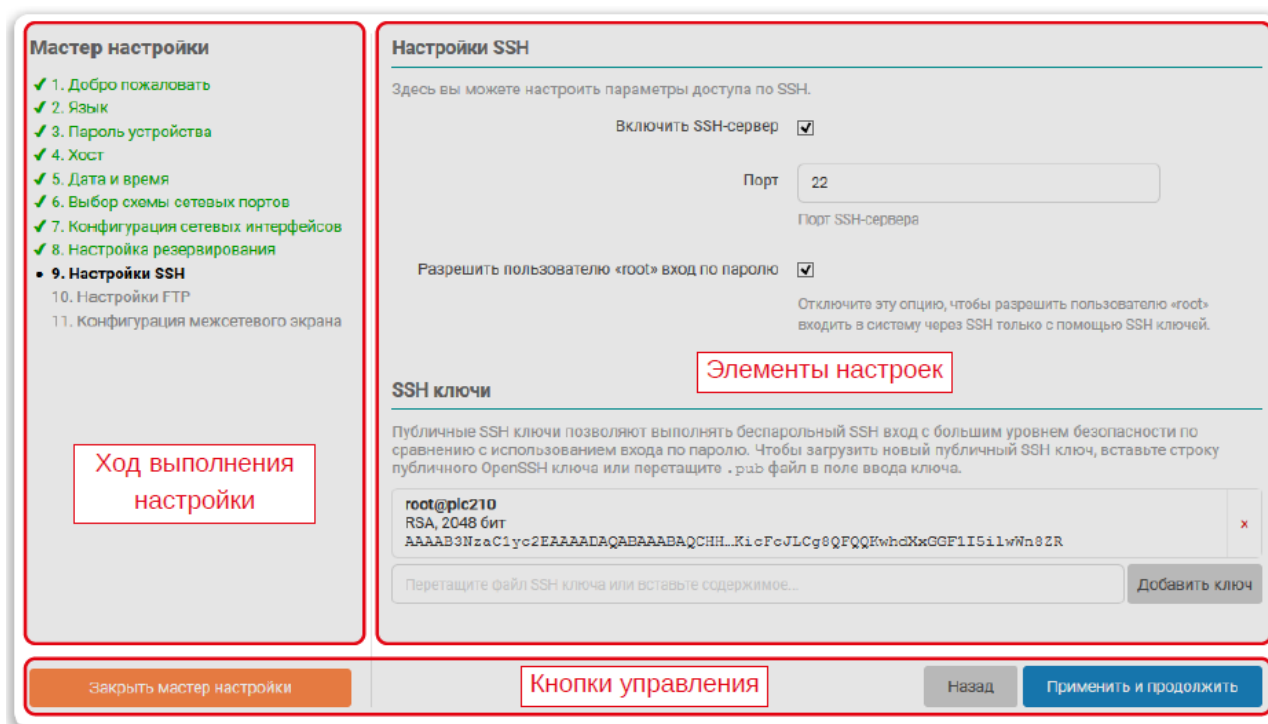 Мастер настройки
✔ 1. Добро пожаловать
✔ 2. Язык
✔ 3. Пароль устройства
✔ 4. Хост
✔ 5. Дата и время
✔ 6. Выбор схемы сетевых портов
✔ 7. Конфигурация сетевых интерфейсов
✔ 8. Настройка резервирования
• 9. Настройки SSH
10. Настройки FTP
11. Конфигурация межсетевого экрана
Ход выполнения
настройки
Настройки SSH
Здесь вы можете настроить параметры доступа по SSH.
Включить SSH-сервер
Порт 22
Порт SSH-сервера
Разрешить пользователю «root» вход по паролю
Отключите эту опцию, чтобы разрешить пользователю «root»
входить в систему через SSH только с помощью SSH ключей.
Элементы настроек
SSH ключи
Публичные SSH ключи позволяют выполнять беспарольный SSH вход с большим уровнем безопасности по
сравнению с использованием входа по паролю. Чтобы загрузить новый публичный SSH ключ, вставьте строку
публичного OpenSSH ключа или перетащите .pub файл в поле ввода ключа.
root@plc210
RSA, 2048 бит
AAAAB3NzaC1yc2EAAAADAQABAAABAQCHH…KicFcJLCg8QFQQKwhdXxGGF1I5ilwWn8ZR
x
Перетащите файл SSH ключа или вставьте содержимое...
Добавить ключ
Закрыть мастер настройки
Кнопки управления
Назад
Применить и продолжить